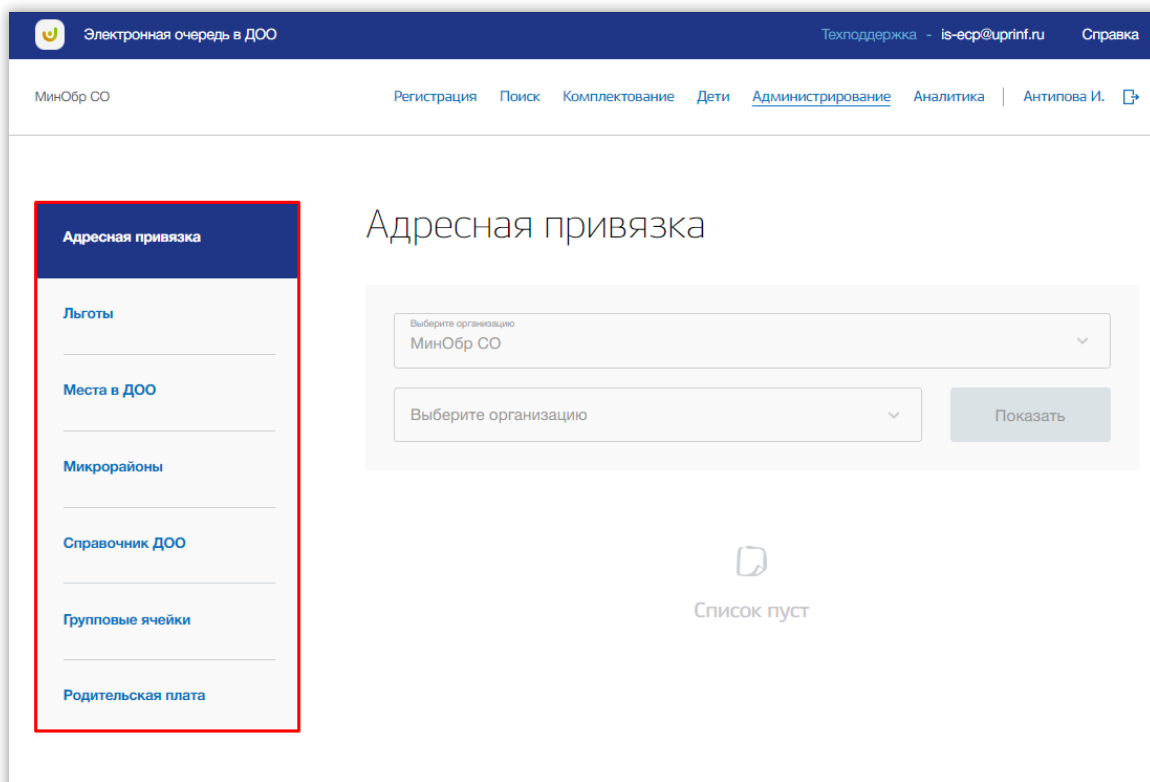 Электронная очередь в ДОО
Техподдержка - is-ecp@uprinf.ru Справка
МинОбр СО
Регистрация Поиск Комплектование Дети Администрирование Аналитика Антипова И.
Адресная привязка
Льготы
Места в ДОО
Микрорайоны
Справочник ДОО
Групповые ячейки
Родительская плата
Адресная привязка
Выберите организацию
МинОбр СО
Выберите организацию
Показать
Список пуст